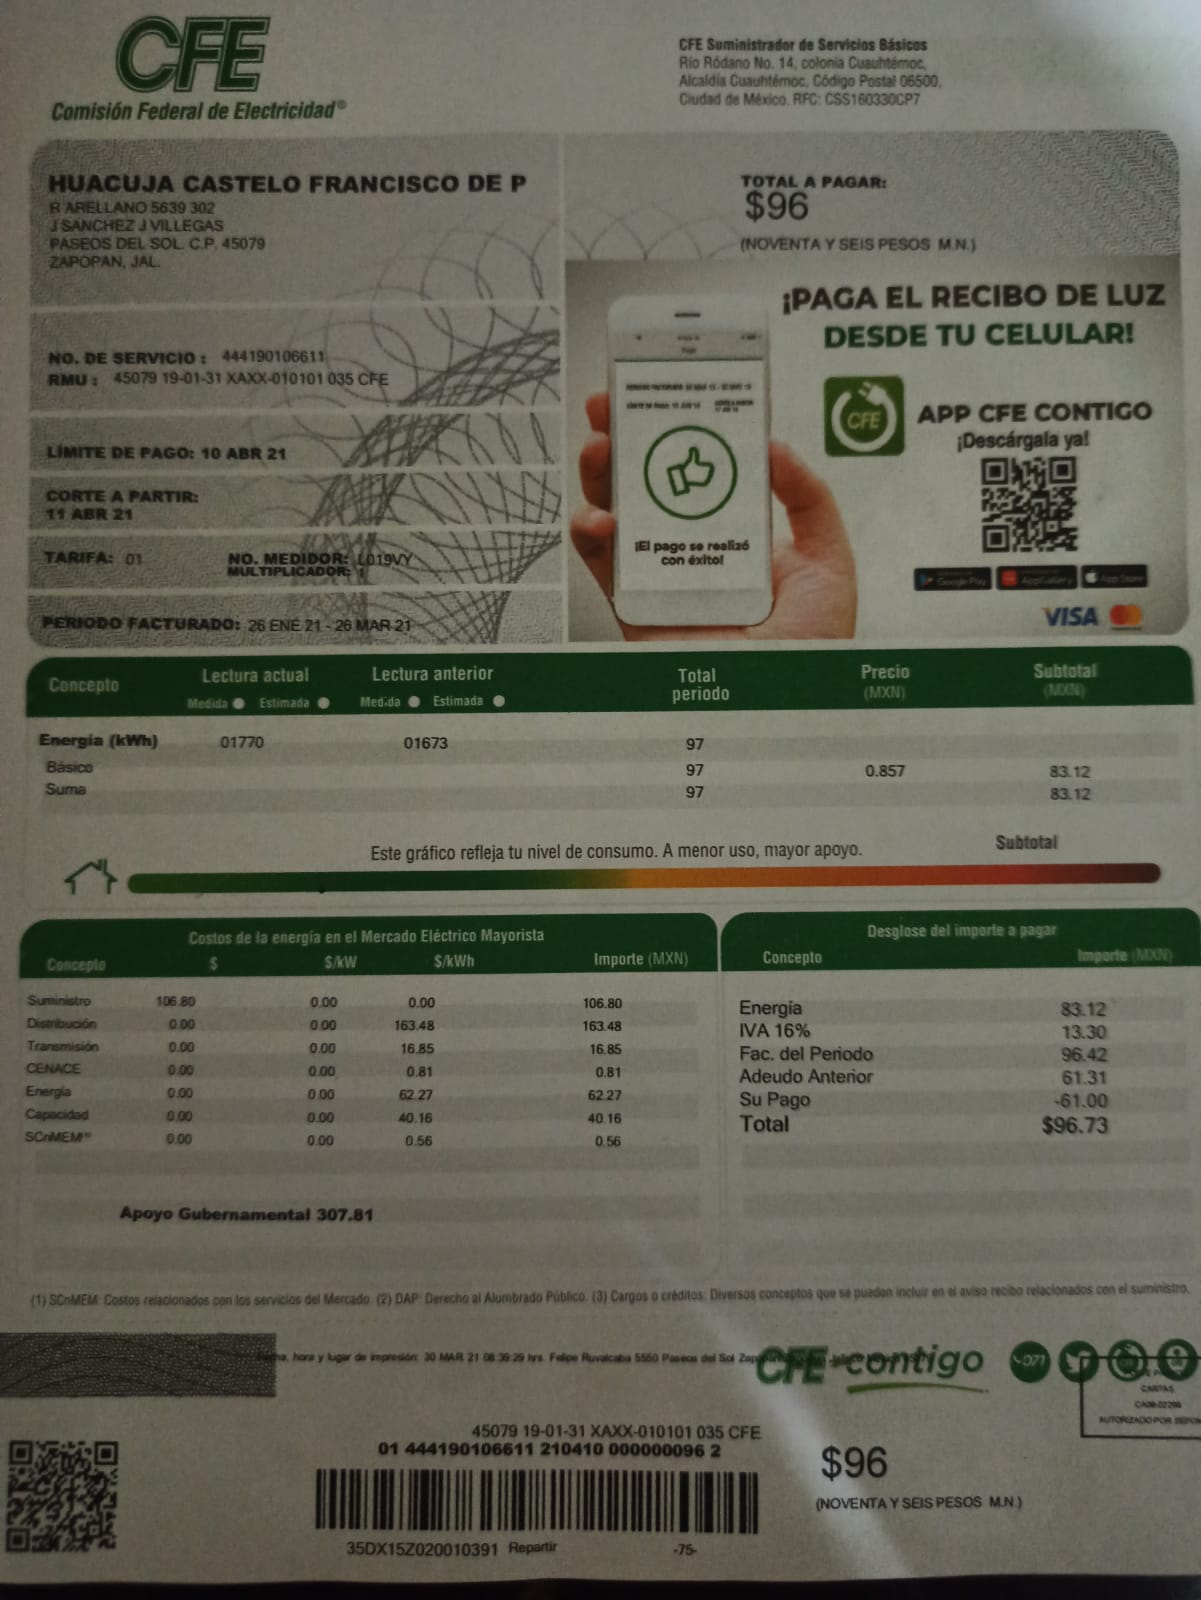 CFE
Comisión Federal de Electricidad®
CFE Suministrador de Servicios Básicos
Río Ródano No. 14, colonia Cuauhtémoc,
Alcaldía Cuauhtémoc, Código Postal 06500,
Ciudad de México. RFC: CSS160330CP7
HUACUJA CASTELO FRANCISCO DE P
R ARELLANO 5639 302
J SANCHEZ J VILLEGAS
PASEOS DEL SOL. C.P. 45079
ZAPOPAN, JAL.
TOTAL A PAGAR:
$96
(NOVENTA Y SEIS PESOS M.N.)
NO. DE SERVICIO : 444190106611
RMU : 45079 19-01-31 XAXX-010101 035 CFE
LÍMITE DE PAGO: 10 ABR 21
CORTE A PARTIR:
11 ABR 21
TARIFA: 01 NO. MEDIDOR: L019VY
MULTIPLICADOR: 1
PERIODO FACTURADO: 26 ENE 21 - 26 MAR 21
¡PAGA EL RECIBO DE LUZ
DESDE TU CELULAR!
CFE
APP CFE CONTIGO
¡Descárgala ya!
¡El pago se realizó
con éxito!
Google Play AppGallery App Store
VISA
Concepto Lectura actual Lectura anterior Total periodo Precio (MXN) Subtotal (MXN)
Medida Estimada Medida Estimada
Energía (kWh) 01770 01673 97
Básico 97 0.857 83.12
Suma 97 83.12
Subtotal
Este gráfico refleja tu nivel de consumo. A menor uso, mayor apoyo.
Costos de la energía en el Mercado Eléctrico Mayorista
Concepto $ $/kW $/kWh Importe (MXN)
Suministro 106.80 0.00 0.00 106.80
Distribución 0.00 0.00 163.48 163.48
Transmisión 0.00 0.00 16.85 16.85
CENACE 0.00 0.00 0.81 0.81
Energía 0.00 0.00 62.27 62.27
Capacidad 0.00 0.00 40.16 40.16
SCnMEM⁽¹⁾ 0.00 0.00 0.56 0.56
Apoyo Gubernamental 307.81
Desglose del importe a pagar
Concepto Importe (MXN)
Energía 83.12
IVA 16% 13.30
Fac. del Periodo 96.42
Adeudo Anterior 61.31
Su Pago -61.00
Total $96.73
(1) SCnMEM: Costos relacionados con los servicios del Mercado. (2) DAP: Derecho al Alumbrado Público. (3) Cargos o créditos: Diversos conceptos que se pueden incluir en el aviso recibo relacionados con el suministro.
hora y lugar de impresión: 30 MAR 21 08:39:29 hrs. Felipe Ruvalcaba 5550 Paseos del Sol
CFE contigo
071
CARTAS
AUTORIZADO POR
45079 19-01-31 XAXX-010101 035 CFE
01 444190106611 210410 000000096 2
$96
(NOVENTA Y SEIS PESOS M.N.)
35DX15Z020010391 Repartir -75-